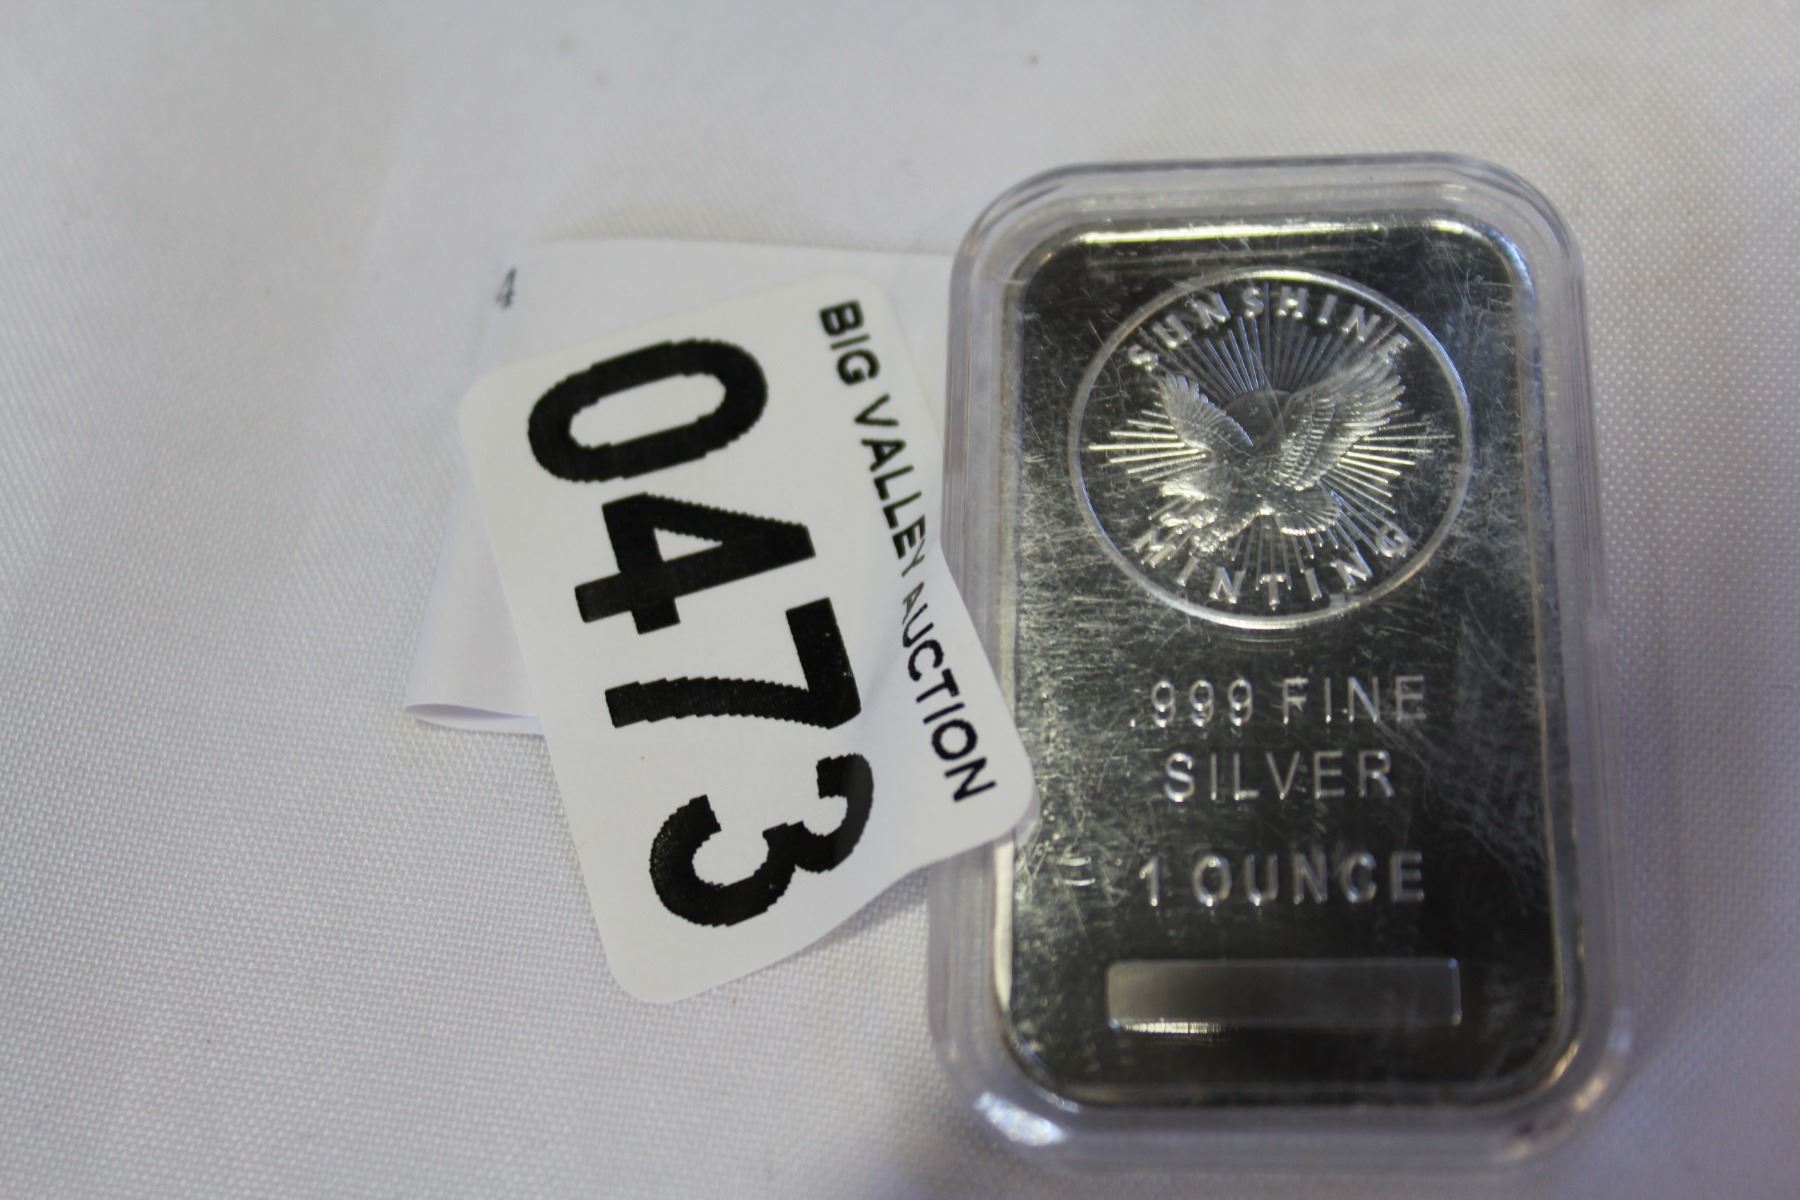 4
BIG VALLEY AUCTION
0473
SUNSHINE
MINTING
.999 FINE
SILVER
1 OUNCE